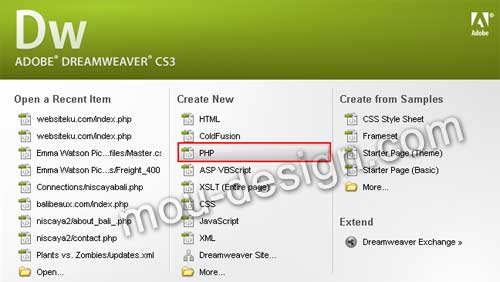 Dw
Adobe
ADOBE® DREAMWEAVER® CS3
Open a Recent Item
websiteku.com/index.php
websiteku.com/index.php
Emma Watson Pic...files/Master.cs
Emma Watson Pic.../Freight_400
Connections/niscayabali.php
balibeaux.com/index.php
niscaya2/about_bali_.php
niscaya2/contact.php
Plants vs. Zombies/updates.xml
Open...
Create New
HTML
ColdFusion
PHP
ASP VBScript
XSLT (Entire page)
CSS
JavaScript
XML
Dreamweaver Site...
More...
Create from Samples
CSS Style Sheet
Frameset
Starter Page (Theme)
Starter Page (Basic)
More...
Extend
Dreamweaver Exchange »
mou-design.com